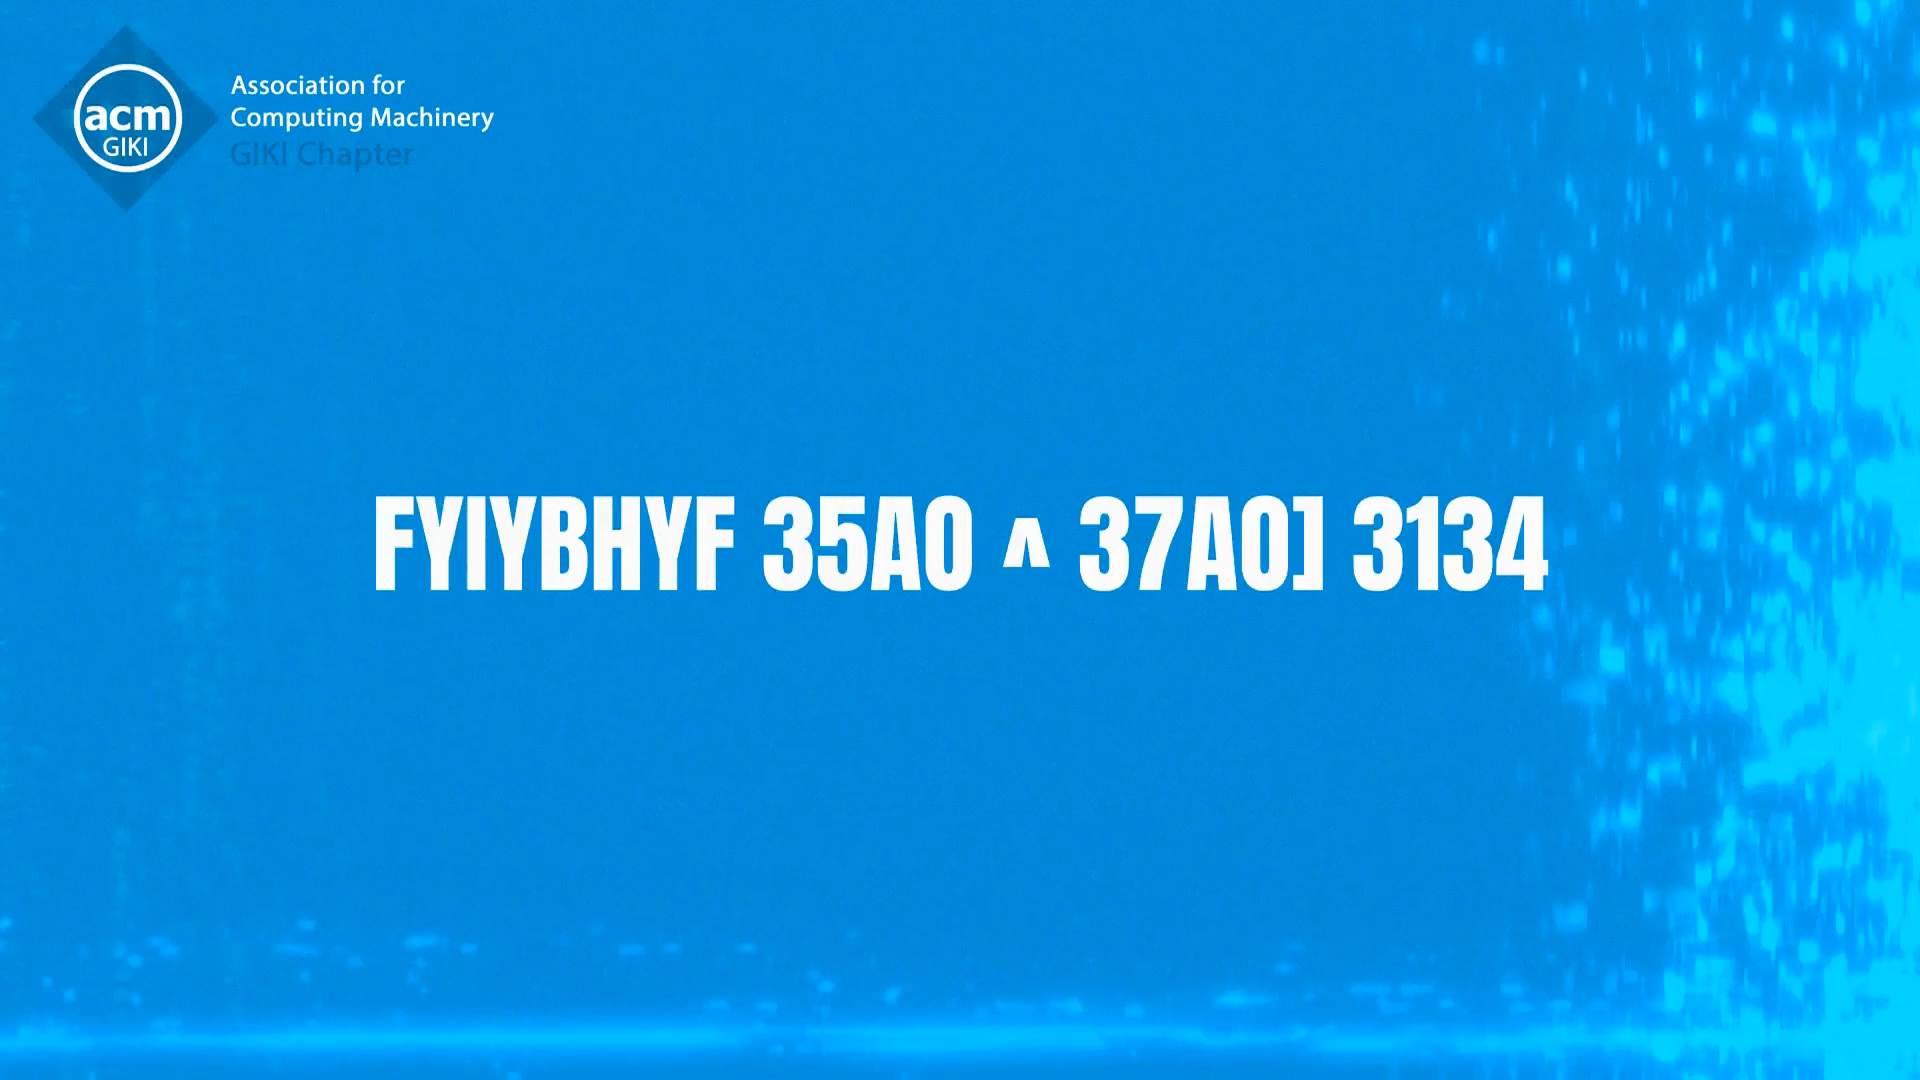 acm
GIKI
Association for
Computing Machinery
GIKI Chapter
FYIYBHYF 35A0 ^ 37A0] 3134